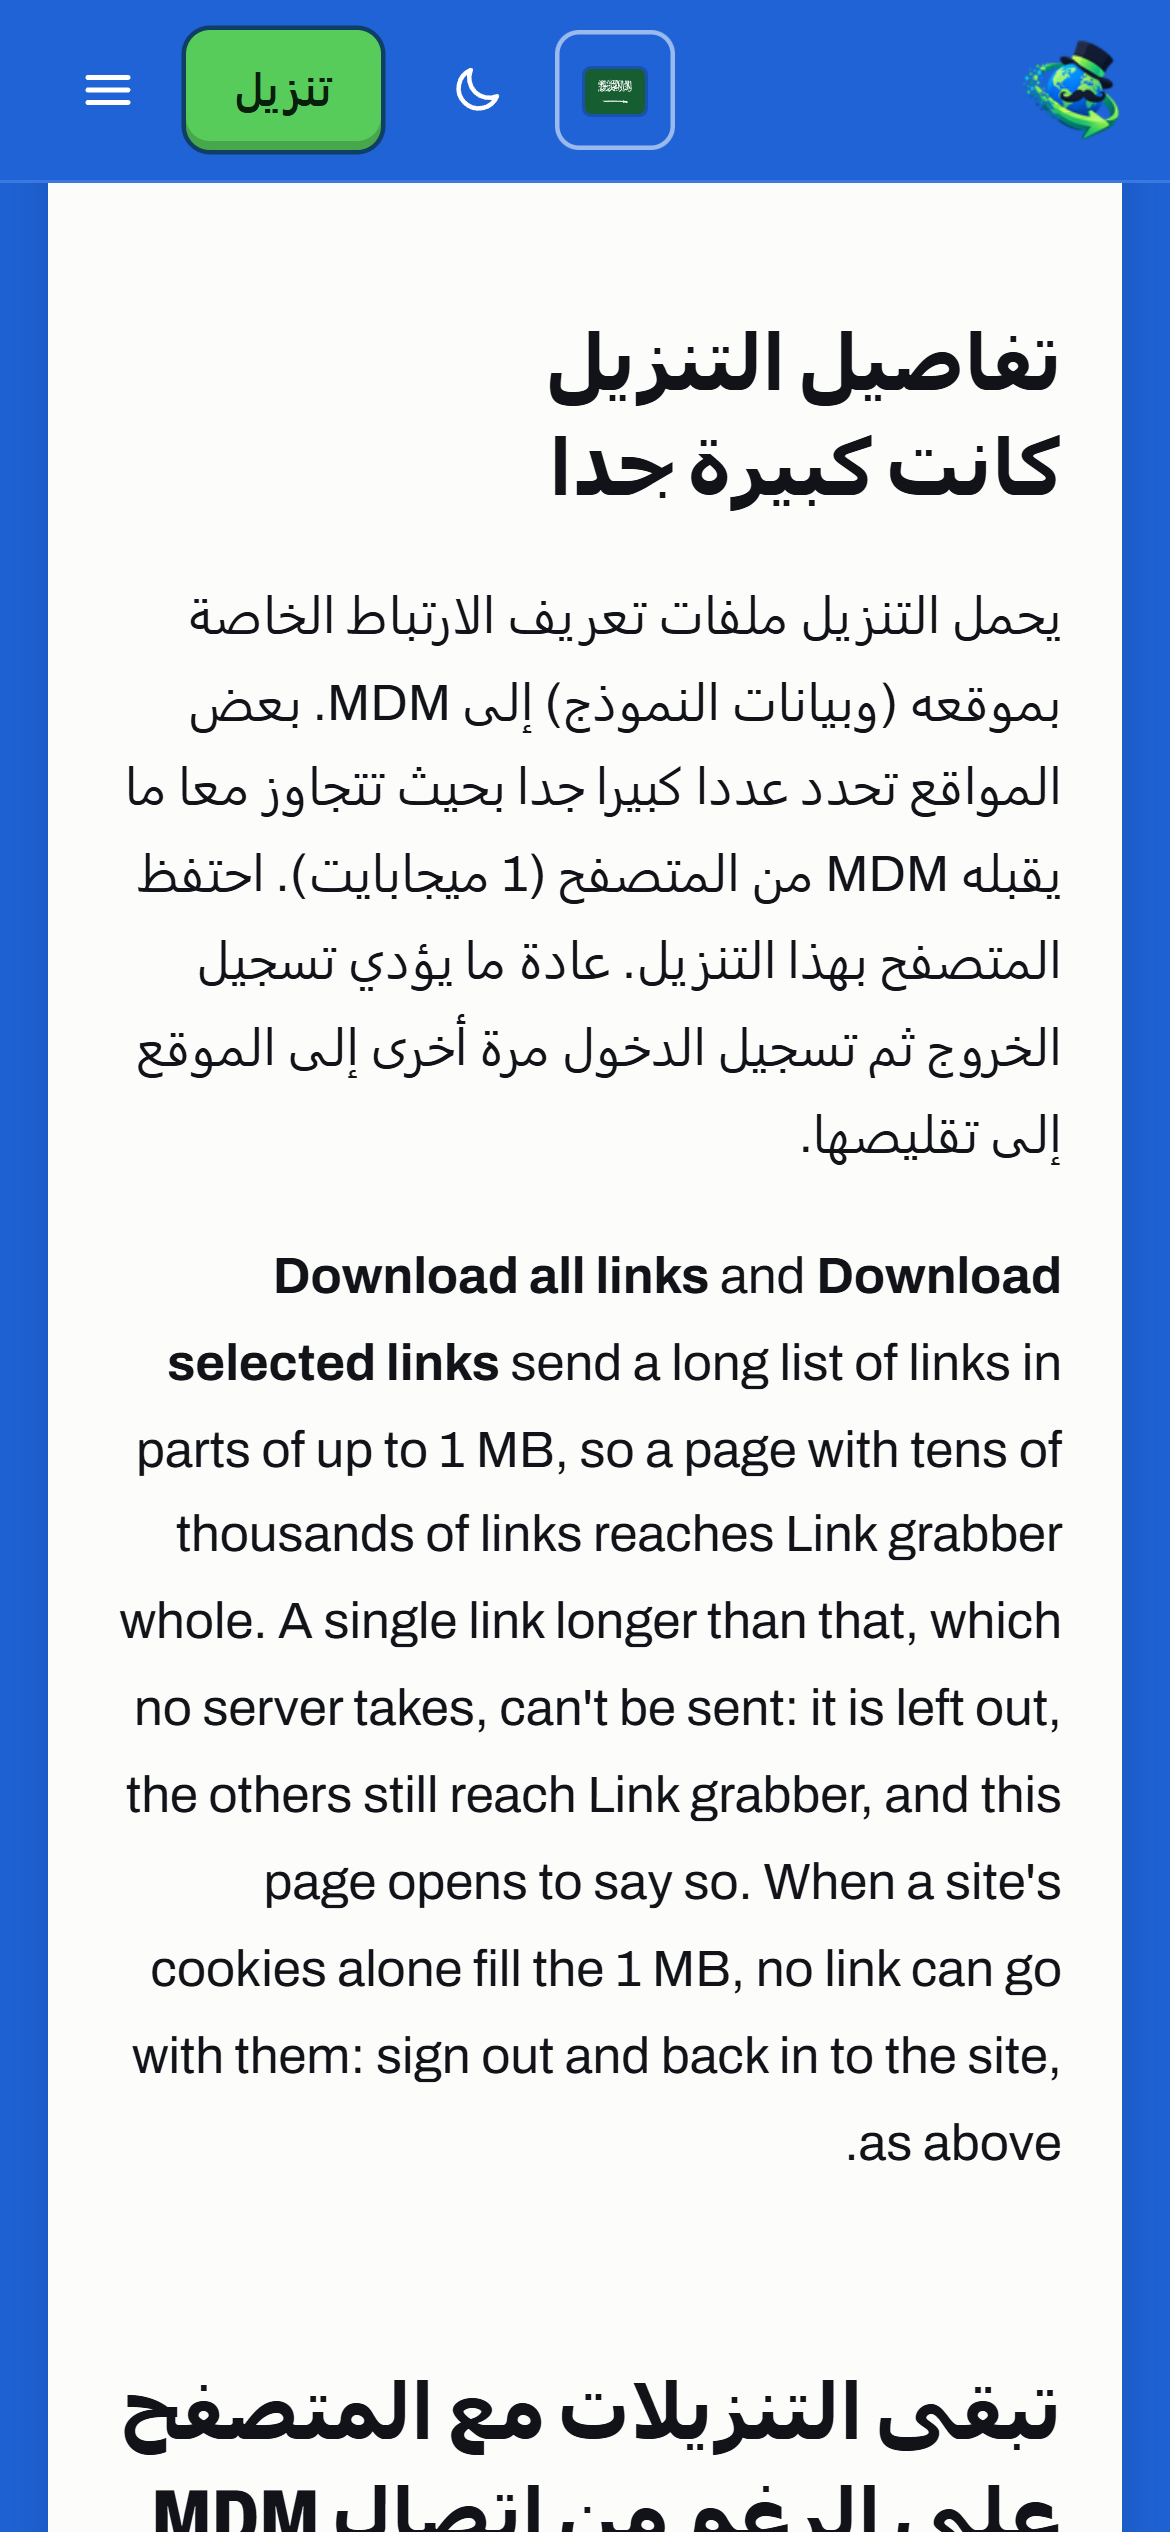 تنزيل
تفاصيل التنزيل
كانت كبيرة جدا
يحمل التنزيل ملفات تعريف الارتباط الخاصة
بموقعه (وبيانات النموذج) إلى MDM. بعض
المواقع تحدد عددا كبيرا جدا بحيث تتجاوز معا ما
يقبله MDM من المتصفح (1 ميجابايت). احتفظ
المتصفح بهذا التنزيل. عادة ما يؤدي تسجيل
الخروج ثم تسجيل الدخول مرة أخرى إلى الموقع
إلى تقليصها.
Download all links and Download
selected links send a long list of links in
parts of up to 1 MB, so a page with tens of
thousands of links reaches Link grabber
whole. A single link longer than that, which
no server takes, can't be sent: it is left out,
the others still reach Link grabber, and this
page opens to say so. When a site's
cookies alone fill the 1 MB, no link can go
with them: sign out and back in to the site,
as above.
تبقى التنزيلات مع المتصفح
على الرغم من اتصال MDM